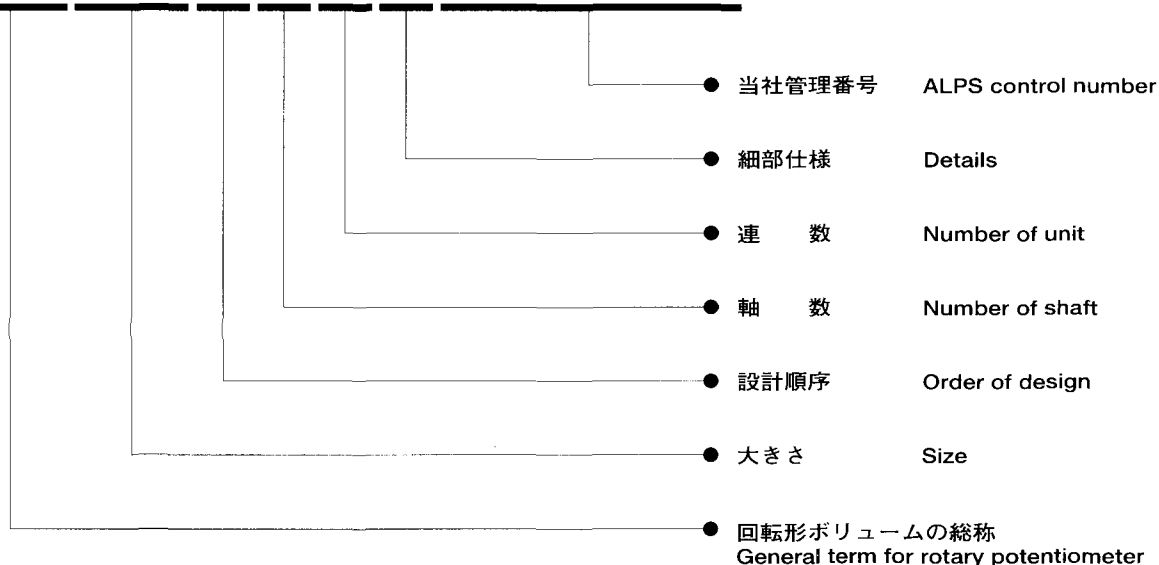 当社管理番号 ALPS control number
細部仕様 Details
連 数 Number of unit
軸 数 Number of shaft
設計順序 Order of design
大きさ Size
回転形ボリュームの総称
General term for rotary potentiometer